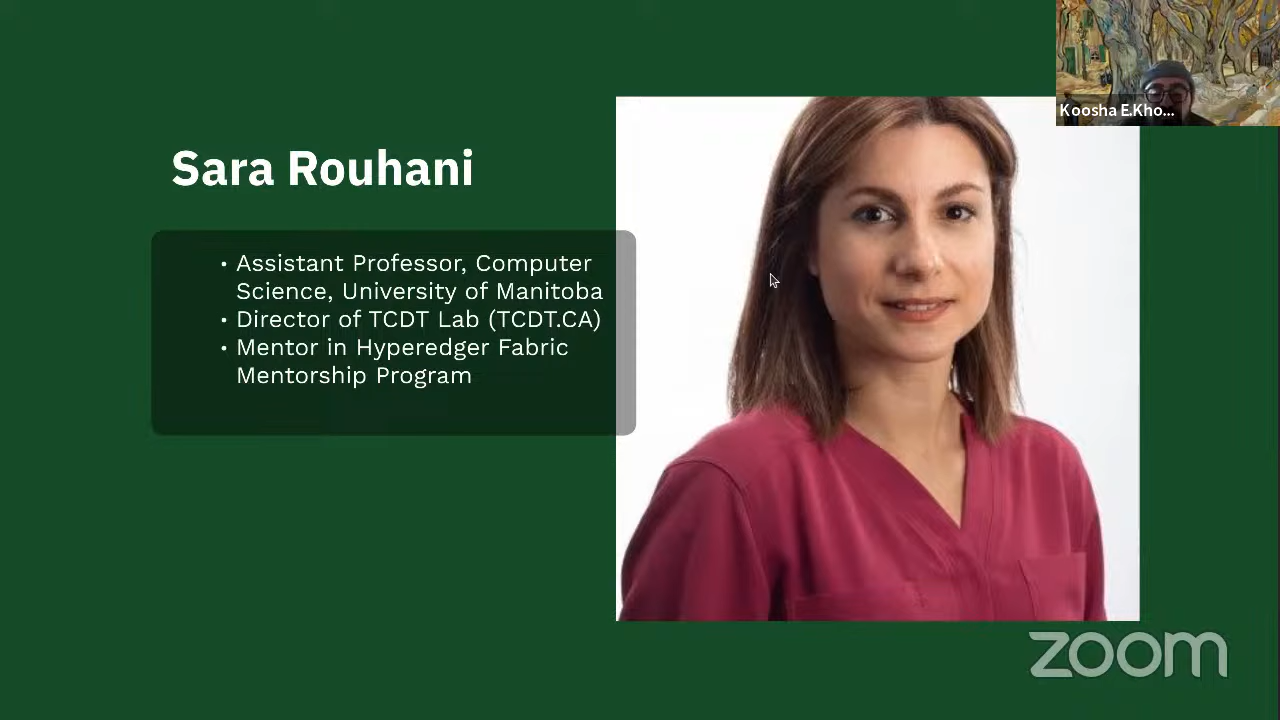 Koosha E.Kho...
Sara Rouhani
• Assistant Professor, Computer
Science, University of Manitoba
• Director of TCDT Lab (TCDT.CA)
• Mentor in Hyperedger Fabric
Mentorship Program
zoom